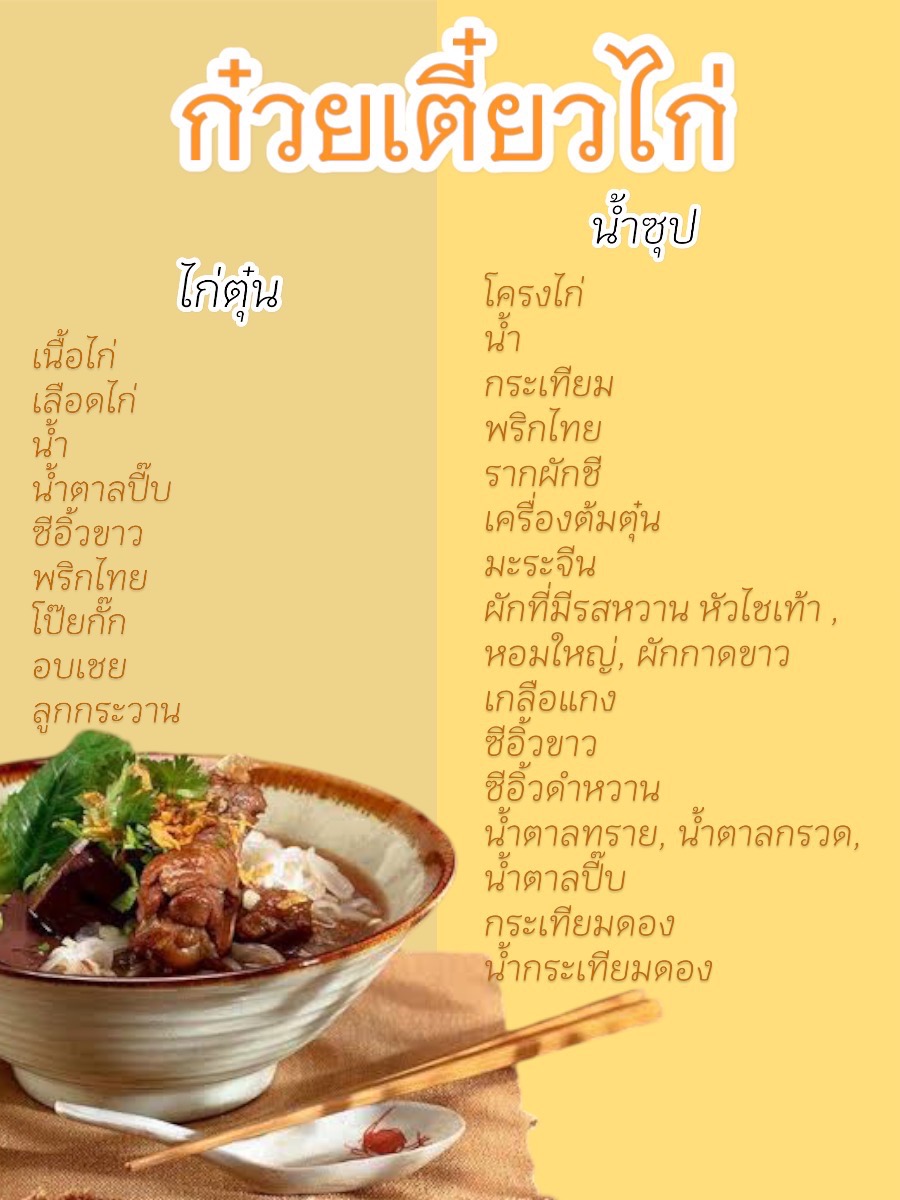 ก๋วยเตี๋ยวไก่
ไก่ตุ๋น
เนื้อไก่
เลือดไก่
น้ำ
น้ำตาลปี๊บ
ซีอิ้วขาว
พริกไทย
โป๊ยกั๊ก
อบเชย
ลูกกระวาน
น้ำซุป
โครงไก่
น้ำ
กระเทียม
พริกไทย
รากผักชี
เครื่องต้มตุ๋น
มะระจีน
ผักที่มีรสหวาน หัวไชเท้า ,
หอมใหญ่, ผักกาดขาว
เกลือแกง
ซีอิ้วขาว
ซีอิ้วดำหวาน
น้ำตาลทราย, น้ำตาลกรวด,
น้ำตาลปี๊บ
กระเทียมดอง
น้ำกระเทียมดอง